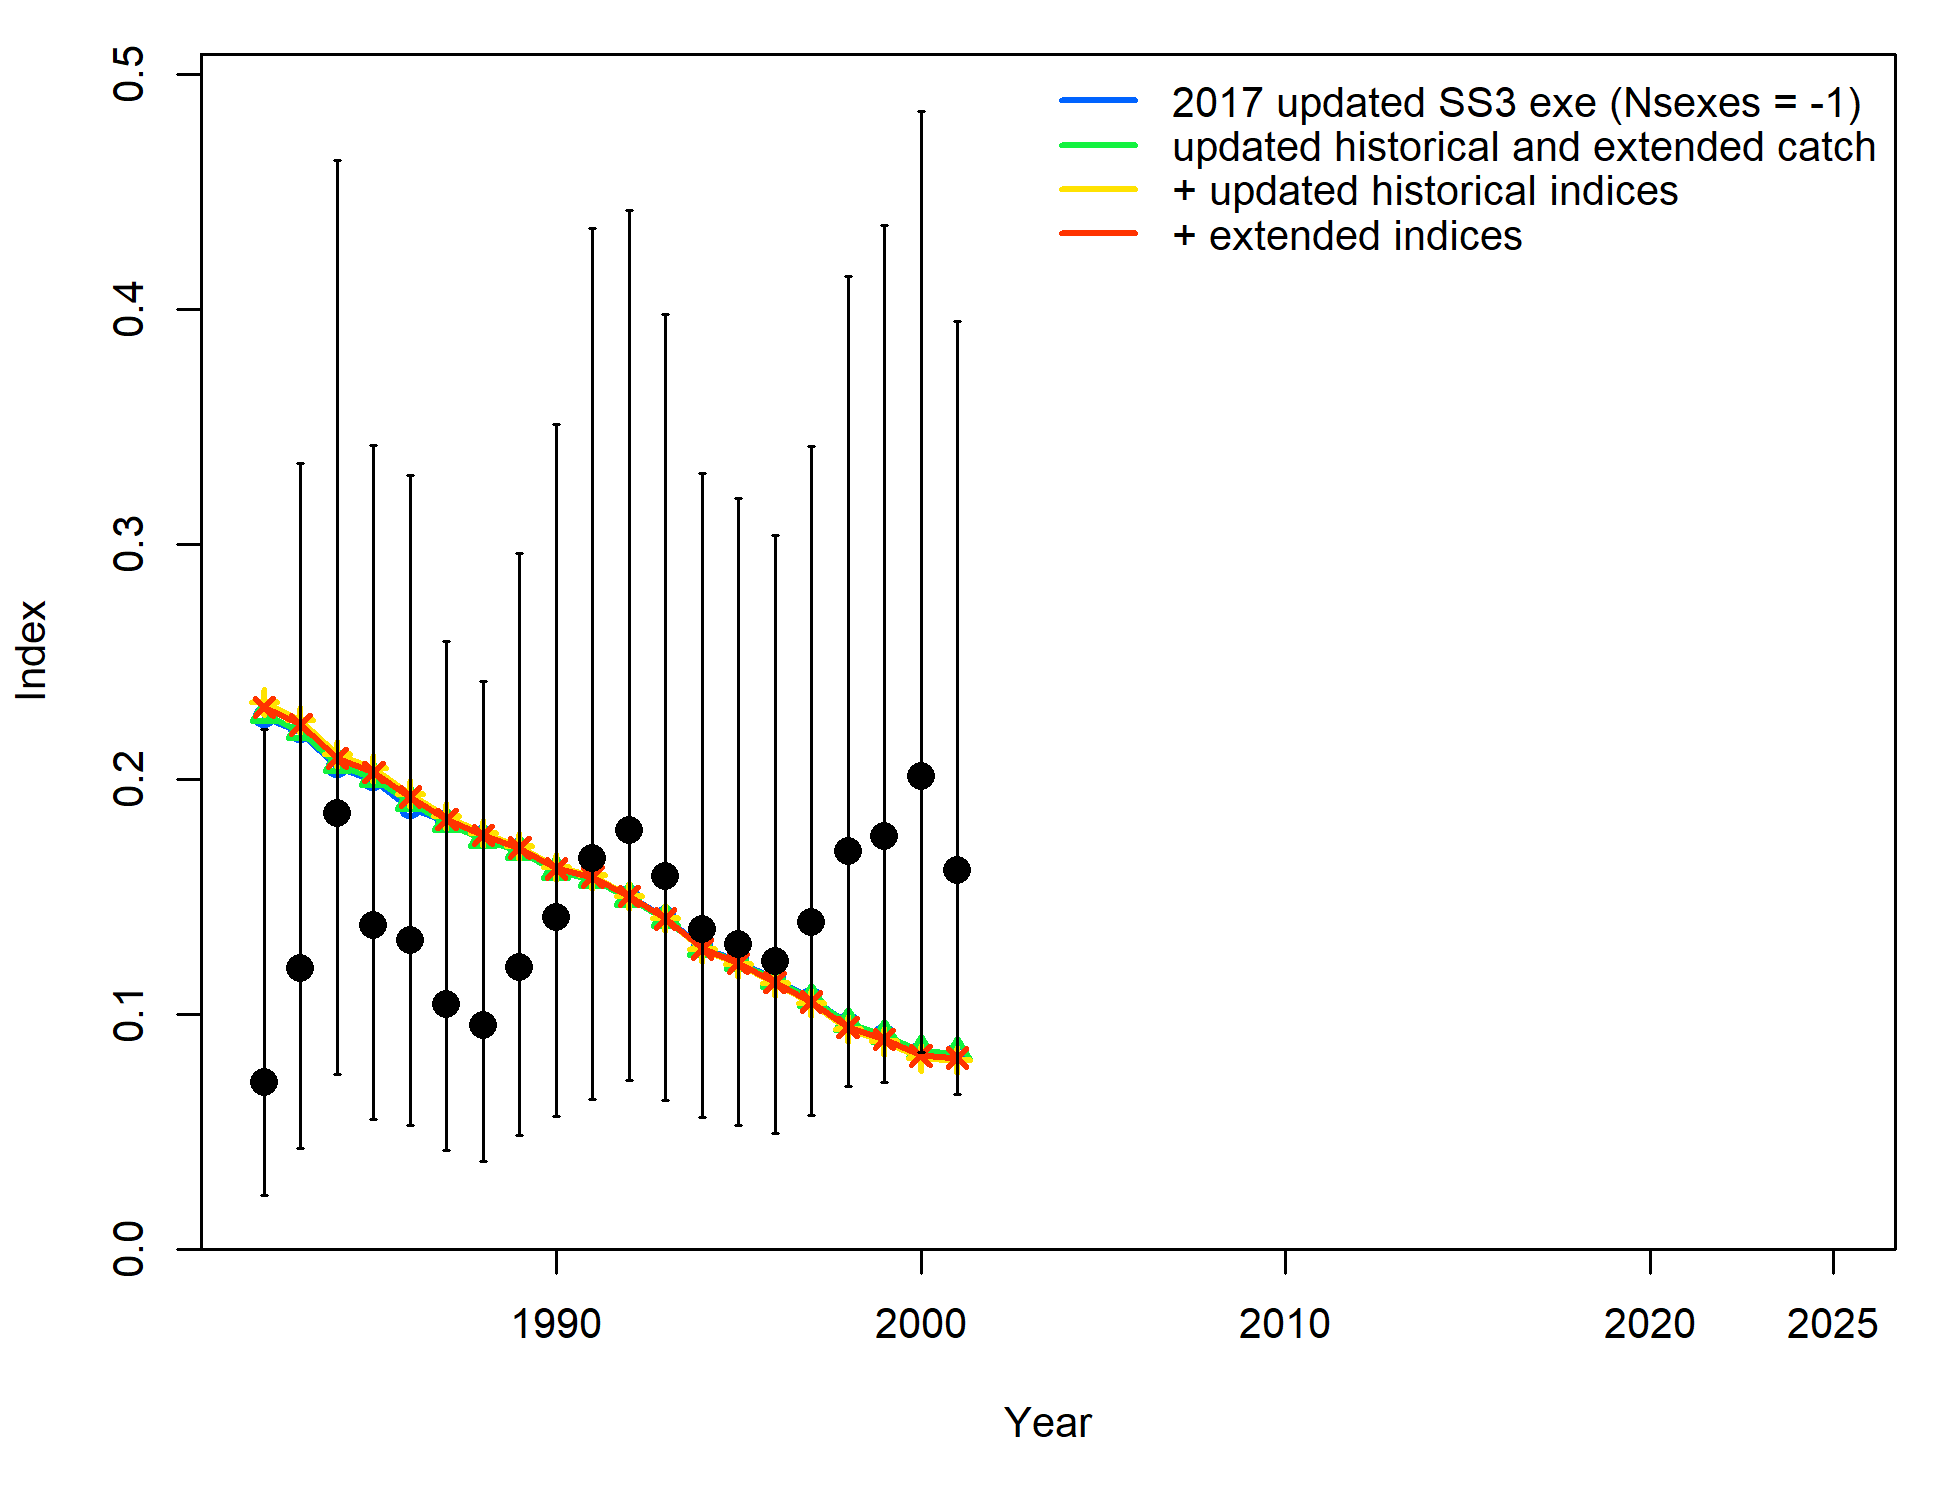 0.5
0.4
0.3
0.2
0.1
0.0
Index
2017 updated SS3 exe (Nsexes = -1)
updated historical and extended catch
+ updated historical indices
+ extended indices
1990
2000
2010
2020
2025
Year